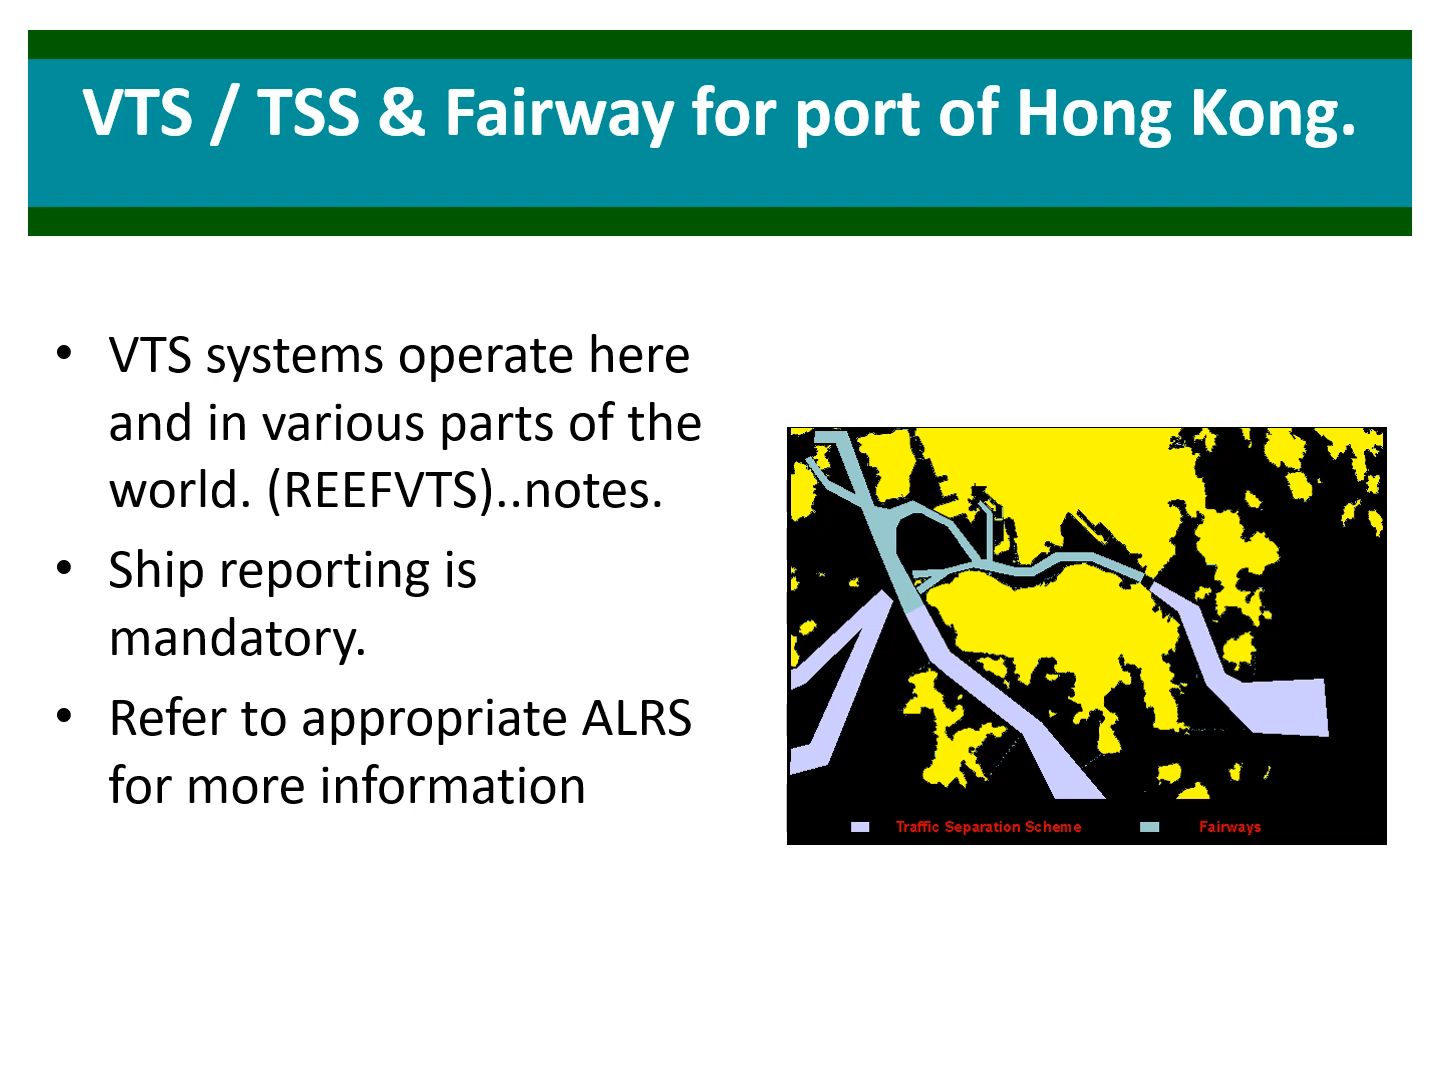 VTS / TSS & Fairway for port of Hong Kong.
• VTS systems operate here
and in various parts of the
world. (REEFVTS)..notes.
• Ship reporting is
mandatory.
• Refer to appropriate ALRS
for more information
Traffic Separation Scheme
Fairways